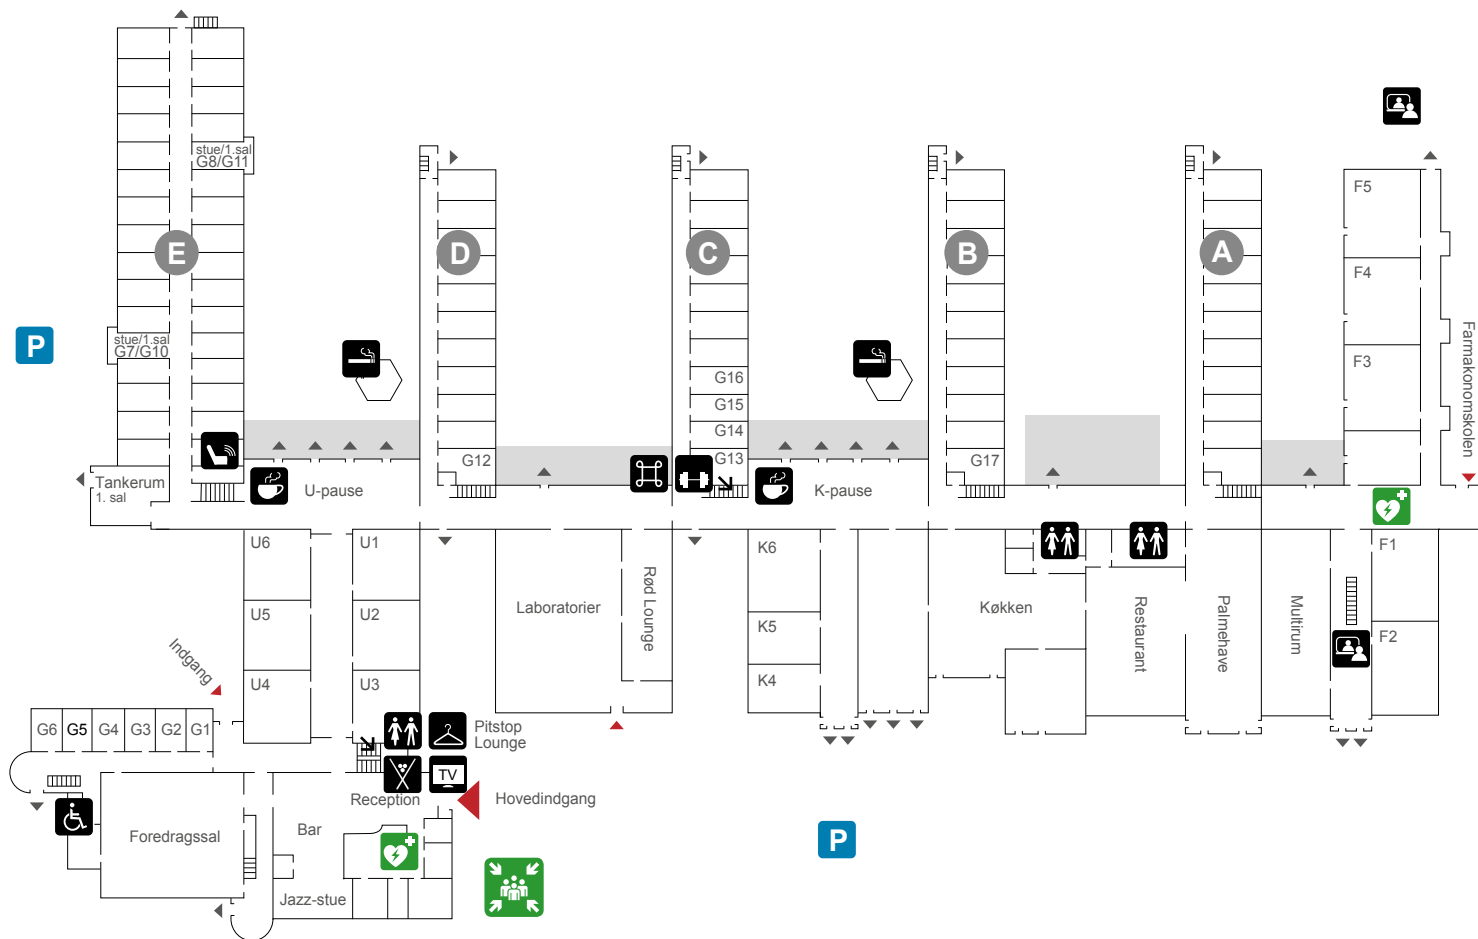 stue/1.sal
G8/G11
F5
E
D
C
B
A
F4
P
stue/1.sal
G7/G10
Farmakonomskolen
F3
G16
G15
G14
G12
G13
G17
Tankerum
1. sal
U-pause
K-pause
U6
U1
K6
F1
Rød Lounge
Laboratorier
Køkken
Restaurant
Palmehave
Multirum
U5
U2
K5
F2
Indgang
U4
U3
K4
G6
G5
G4
G3
G2
G1
Pitstop
Lounge
TV
Reception
Hovedindgang
Foredragssal
Bar
P
Jazz-stue